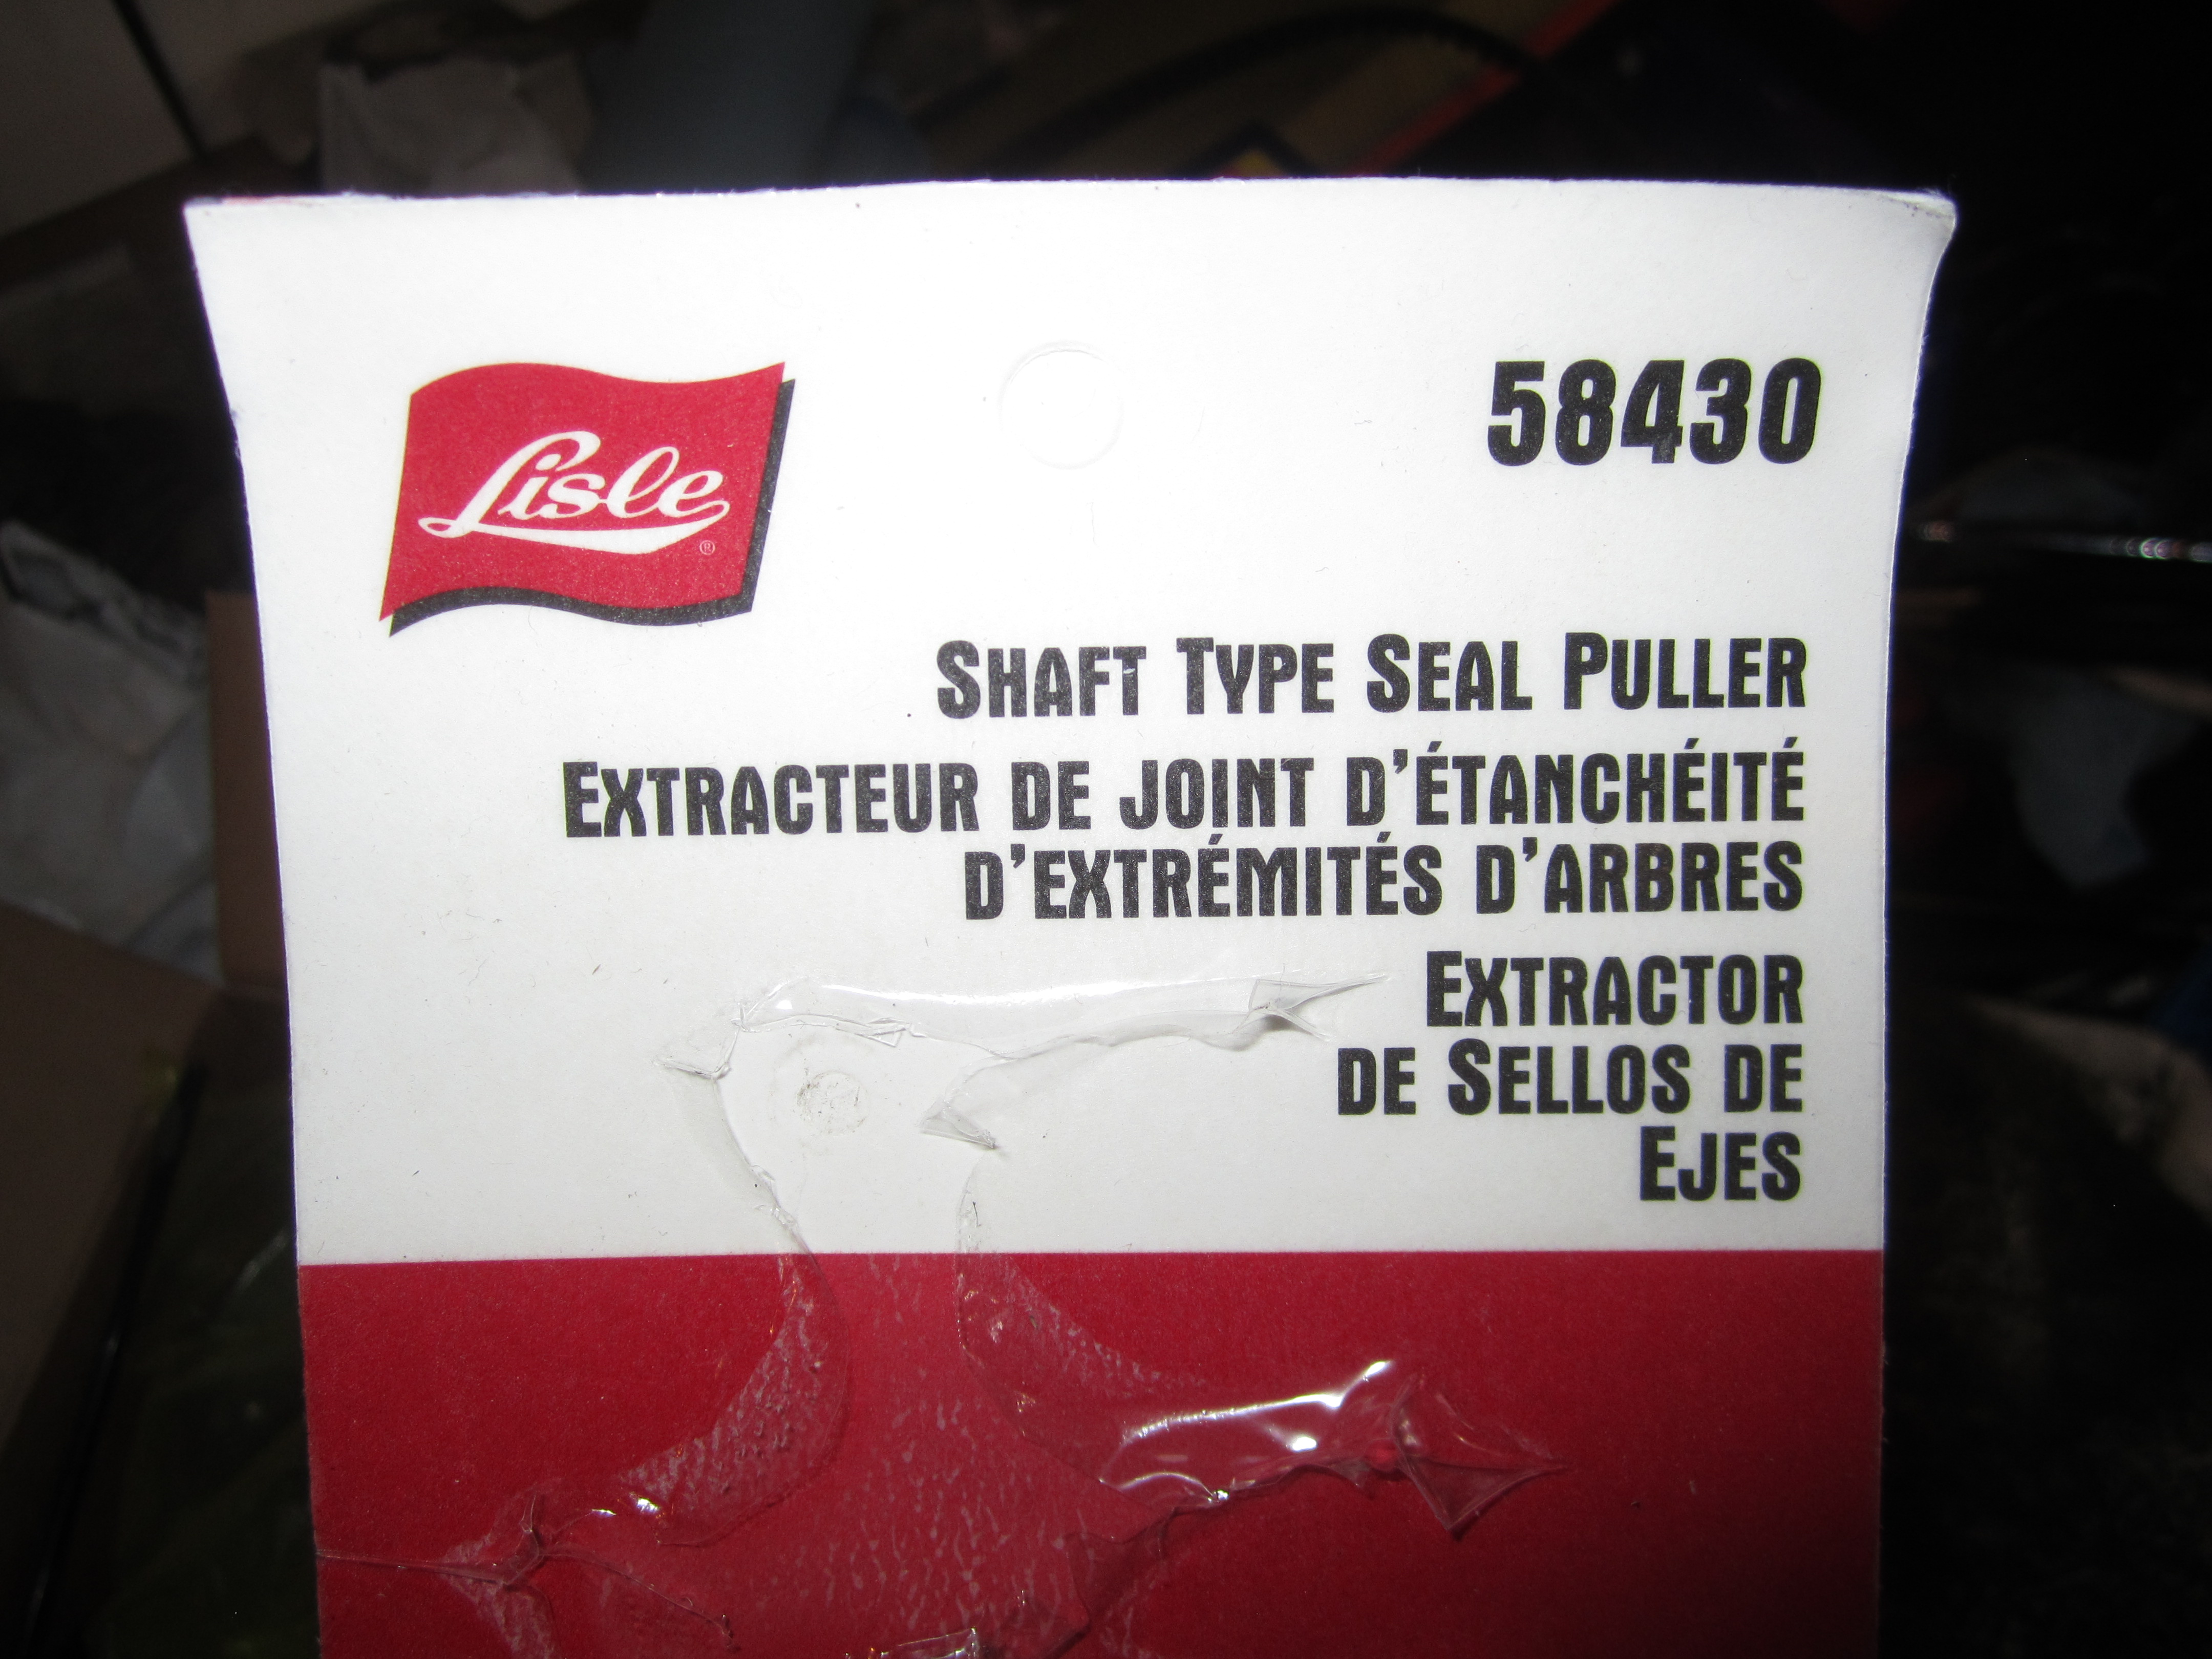 Lisle®
58430
SHAFT TYPE SEAL PULLER
EXTRACTEUR DE JOINT D'ÉTANCHÉITÉ
D'EXTRÉMITÉS D'ARBRES
EXTRACTOR
DE SELLOS DE
EJES